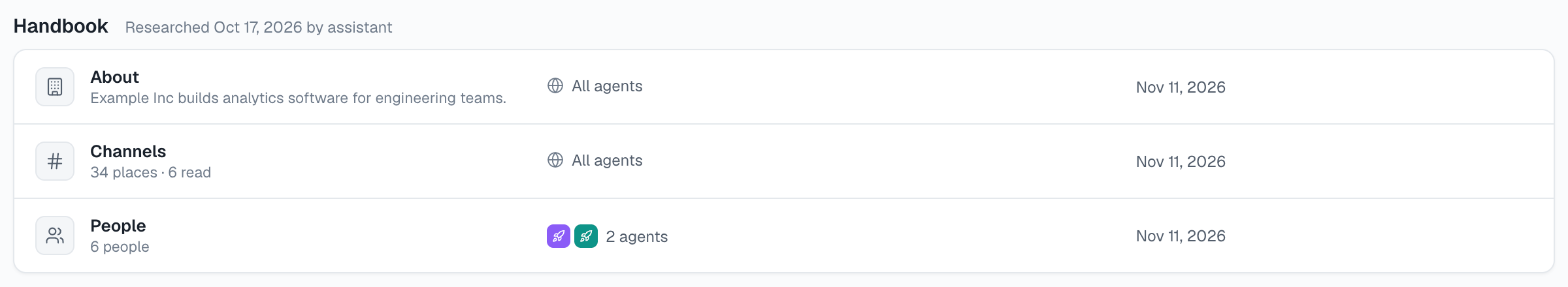 Handbook Researched Oct 17, 2026 by assistant
About
Example Inc builds analytics software for engineering teams.
All agents
Nov 11, 2026
Channels
34 places · 6 read
All agents
Nov 11, 2026
People
6 people
2 agents
Nov 11, 2026